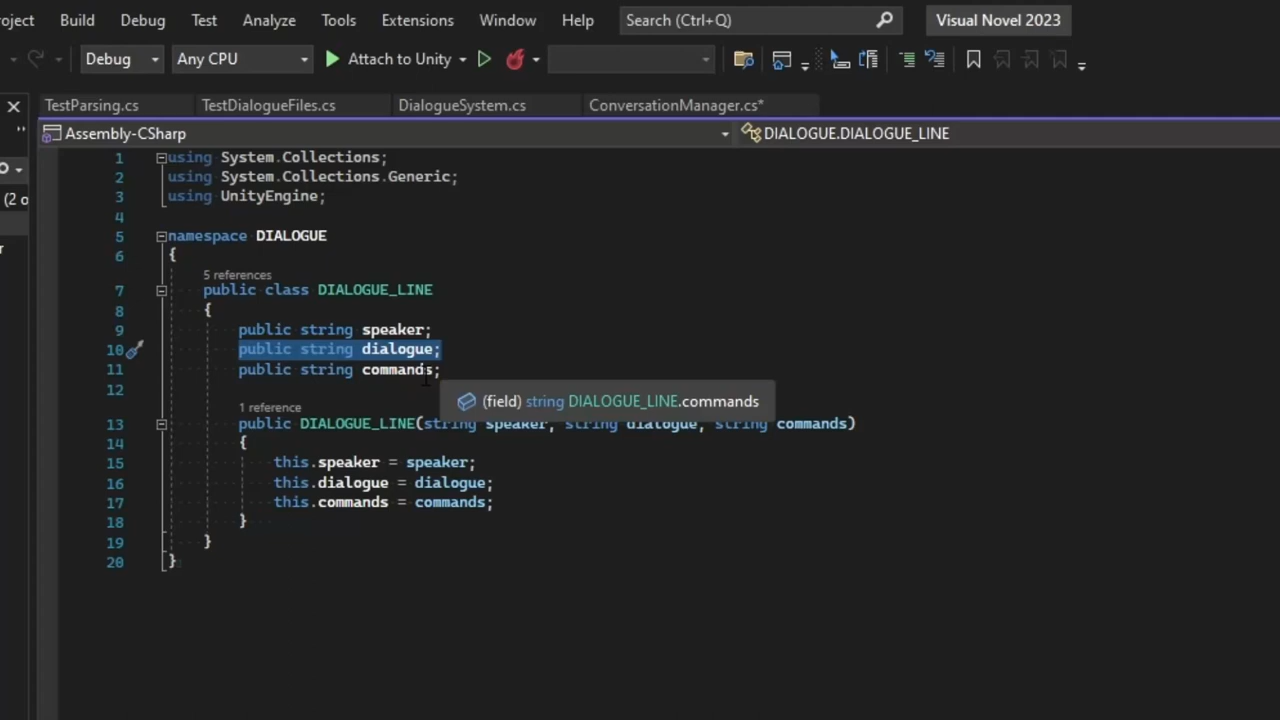 roject Build Debug Test Analyze Tools Extensions Window Help Search (Ctrl+Q) Visual Novel 2023
Debug Any CPU Attach to Unity
TestParsing.cs TestDialogueFiles.cs DialogueSystem.cs ConversationManager.cs*
Assembly-CSharp DIALOGUE.DIALOGUE_LINE
(2 o
1 using System.Collections;
2 using System.Collections.Generic;
3 using UnityEngine;
4
5 namespace DIALOGUE
6 {
5 references
7 public class DIALOGUE_LINE
8 {
9 public string speaker;
10 public string dialogue;
11 public string commands;
12
(field) string DIALOGUE_LINE.commands
1 reference
13 public DIALOGUE_LINE(string speaker, string dialogue, string commands)
14 {
15 this.speaker = speaker;
16 this.dialogue = dialogue;
17 this.commands = commands;
18 }
19 }
20 }